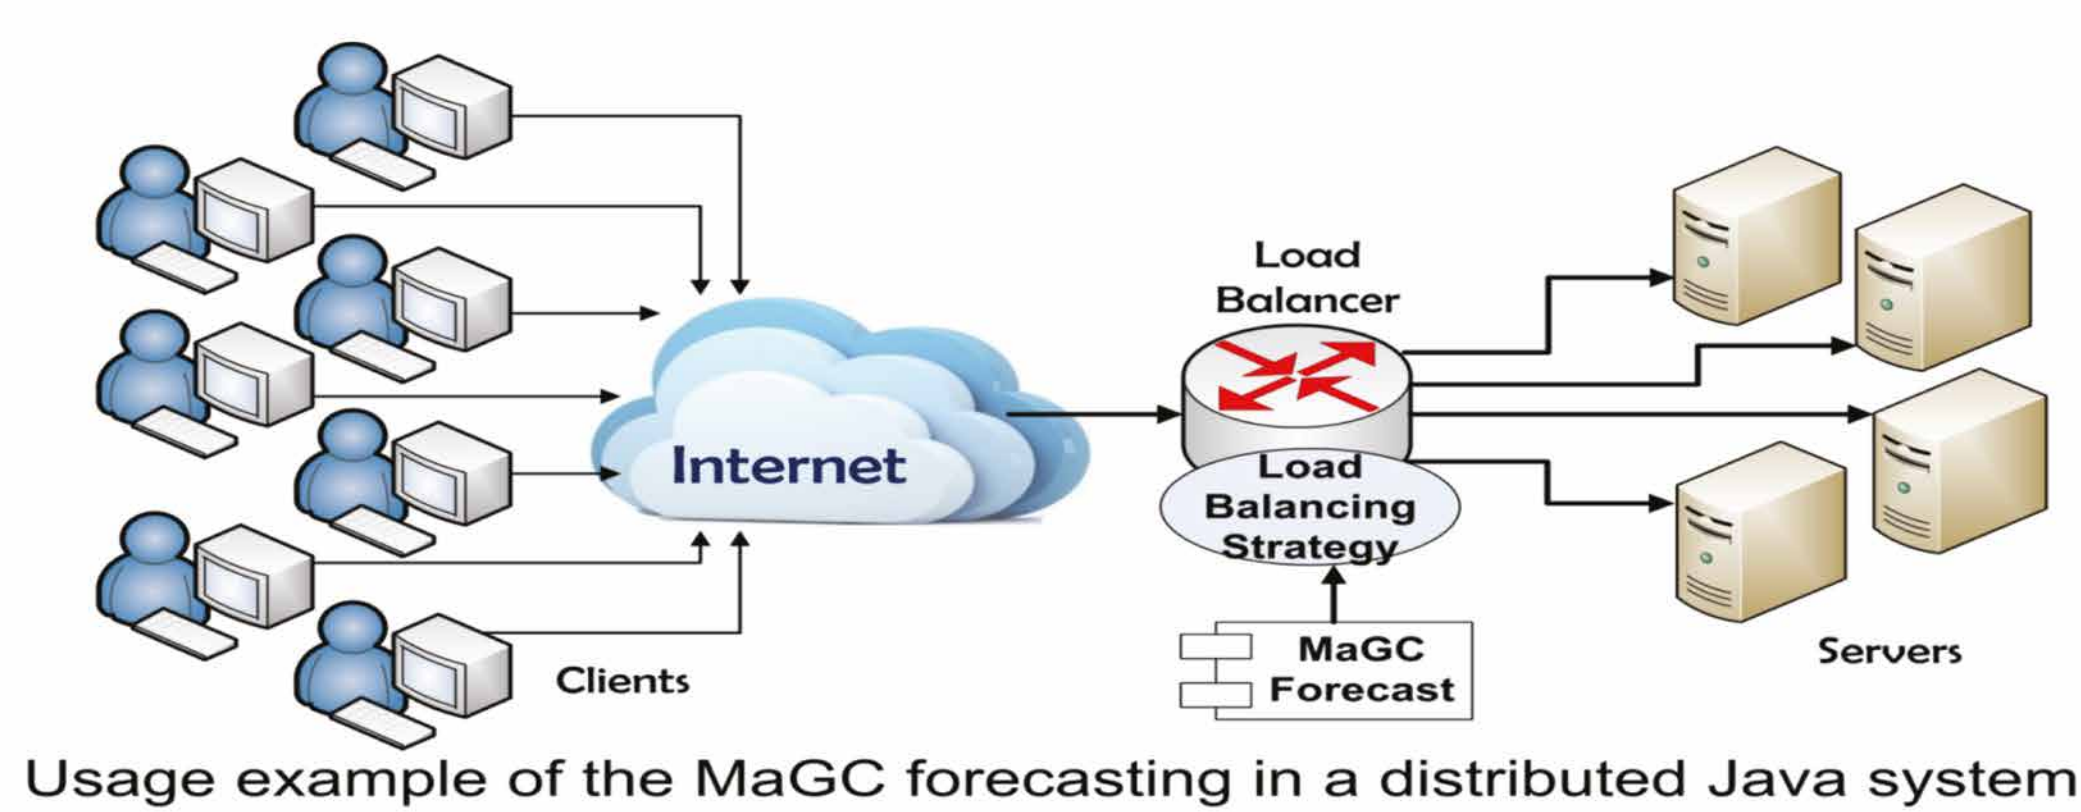 Load
Balancer
Internet
Load
Balancing
Strategy
MaGC
Forecast
Clients
Servers
Usage example of the MaGC forecasting in a distributed Java system